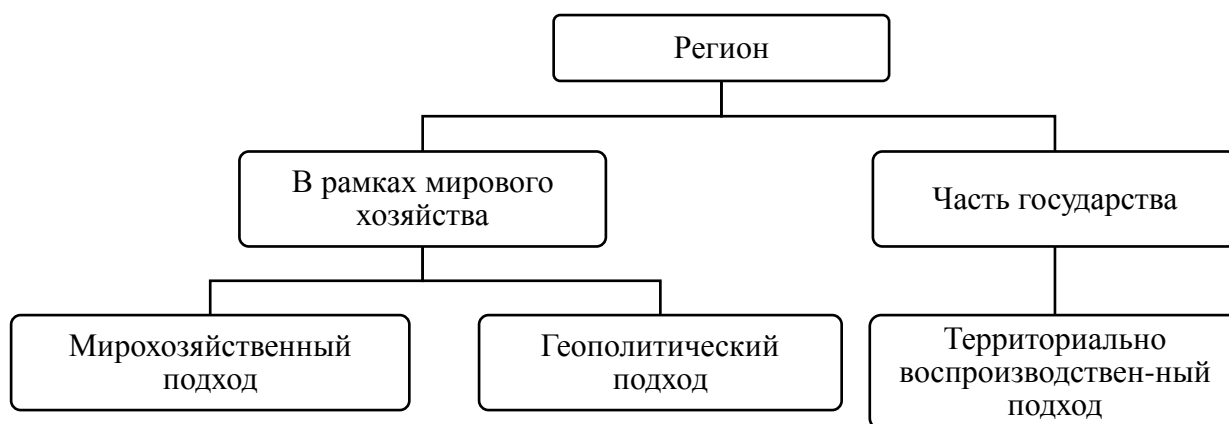 Регион
В рамках мирового
хозяйства
Часть государства
Мирохозяйственный
подход
Геополитический
подход
Территориально
воспроизводствен-ный
подход